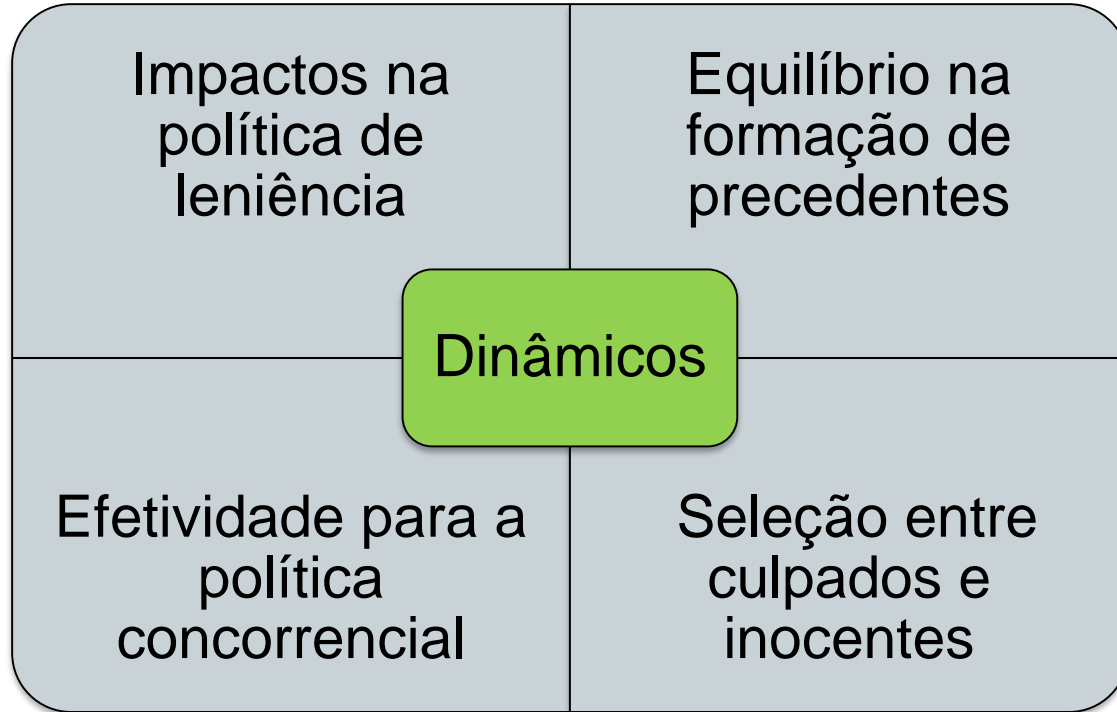 Impactos na
política de
leniência
Equilíbrio na
formação de
precedentes
Dinâmicos
Efetividade para a
política
concorrencial
Seleção entre
culpados e
inocentes